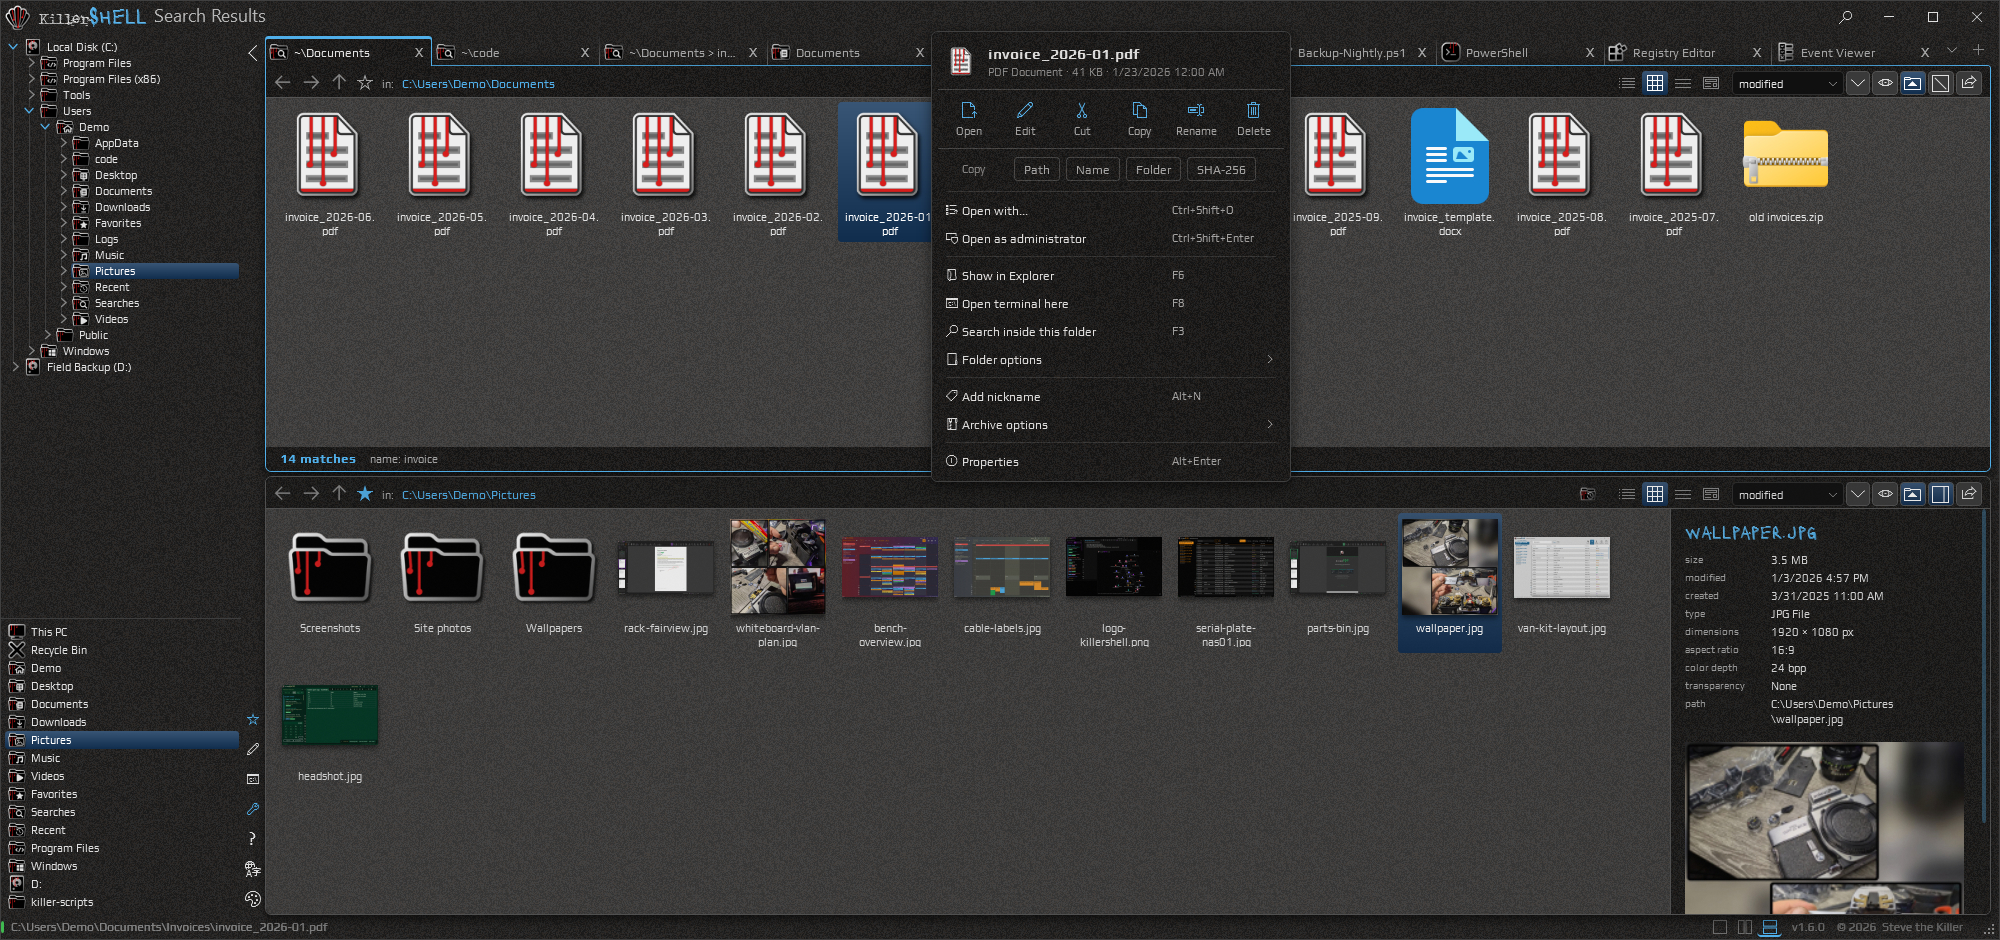 Killer $HELL Search Results
Local Disk (C:)
Program Files
Program Files (x86)
Tools
Users
Demo
AppData
code
Desktop
Documents
Downloads
Favorites
Logs
Music
Pictures
Recent
Searches
Videos
Public
Windows
Field Backup (D:)
This PC
Recycle Bin
Demo
Desktop
Documents
Downloads
Pictures
Music
Videos
Favorites
Searches
Recent
Program Files
Windows
D:
killer-scripts
~\Documents X ~\code X ~\Documents > in... X Documents X Backup-Nightly.ps1 X PowerShell X Registry Editor X Event Viewer X
in: C:\Users\Demo\Documents modified
invoice_2026-06.pdf
invoice_2026-05.pdf
invoice_2026-04.pdf
invoice_2026-03.pdf
invoice_2026-02.pdf
invoice_2026-01
invoice_2025-09.pdf
invoice_template.docx
invoice_2025-08.pdf
invoice_2025-07.pdf
old invoices.zip
14 matches name: invoice
invoice_2026-01.pdf
PDF Document · 41 KB · 1/23/2026 12:00 AM
Open Edit Cut Copy Rename Delete
Copy Path Name Folder SHA-256
Open with... Ctrl+Shift+O
Open as administrator Ctrl+Shift+Enter
Show in Explorer F6
Open terminal here F8
Search inside this folder F3
Folder options
Add nickname Alt+N
Archive options
Properties Alt+Enter
in: C:\Users\Demo\Pictures modified
Screenshots
Site photos
Wallpapers
rack-fairview.jpg
whiteboard-vlan-plan.jpg
bench-overview.jpg
cable-labels.jpg
logo-killershell.png
serial-plate-nas01.jpg
parts-bin.jpg
wallpaper.jpg
van-kit-layout.jpg
headshot.jpg
WALLPAPER.JPG
size 3.5 MB
modified 1/3/2026 4:57 PM
created 3/31/2025 11:00 AM
type JPG File
dimensions 1920 × 1080 px
aspect ratio 16:9
color depth 24 bpp
transparency None
path C:\Users\Demo\Pictures
\wallpaper.jpg
C:\Users\Demo\Documents\Invoices\invoice_2026-01.pdf
v1.6.0 © 2026 Steve the Killer